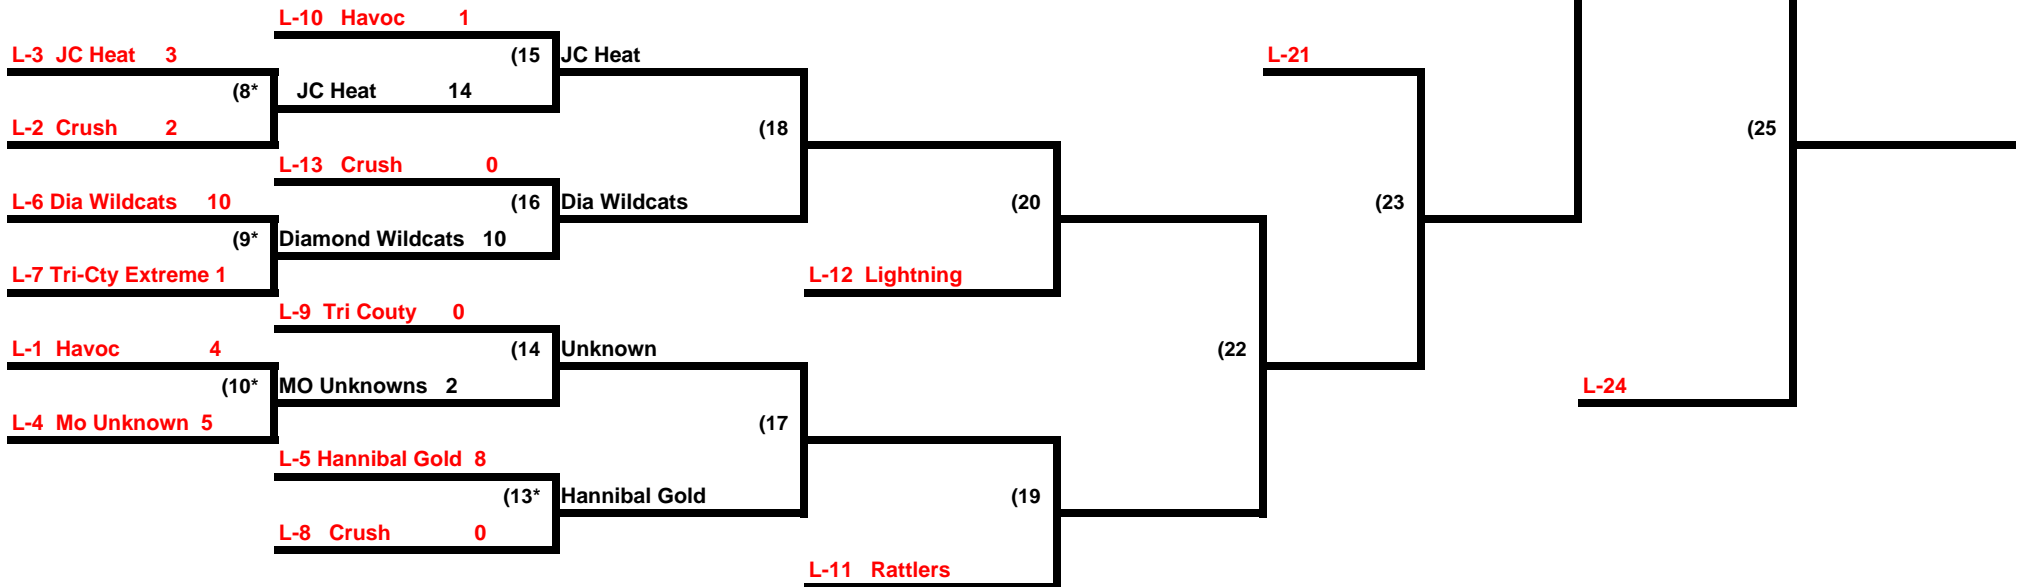 L-10 Havoc 1
L-3 JC Heat 3
(15 JC Heat
L-21
(8* JC Heat 14
L-2 Crush 2
(18
(25
L-13 Crush 0
L-6 Dia Wildcats 10
(16 Dia Wildcats
(20
(23
(9* Diamond Wildcats 10
L-7 Tri-Cty Extreme 1
L-12 Lightning
L-9 Tri Couty 0
L-1 Havoc 4
(14 Unknown
(22
(10* MO Unknowns 2
L-24
L-4 Mo Unknown 5
(17
L-5 Hannibal Gold 8
(13* Hannibal Gold
(19
L-8 Crush 0
L-11 Rattlers